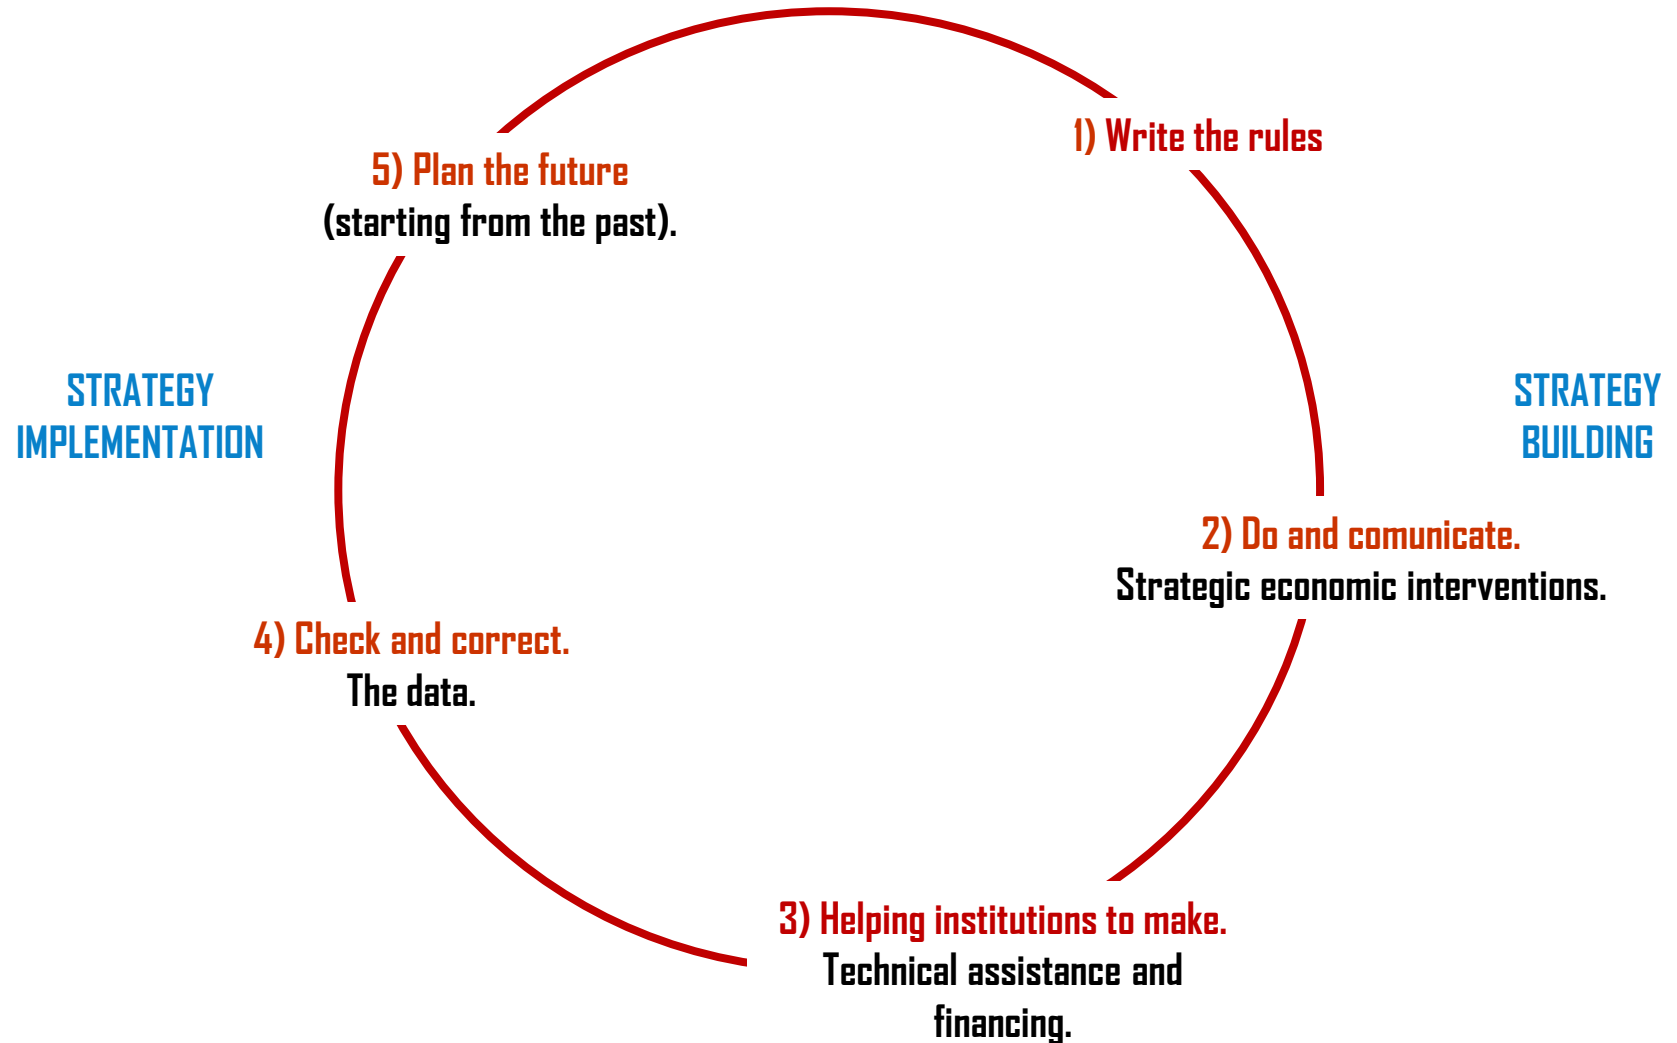 1) Write the rules
5) Plan the future
(starting from the past).
STRATEGY
IMPLEMENTATION
STRATEGY
BUILDING
2) Do and comunicate.
Strategic economic interventions.
4) Check and correct.
The data.
3) Helping institutions to make.
Technical assistance and
financing.